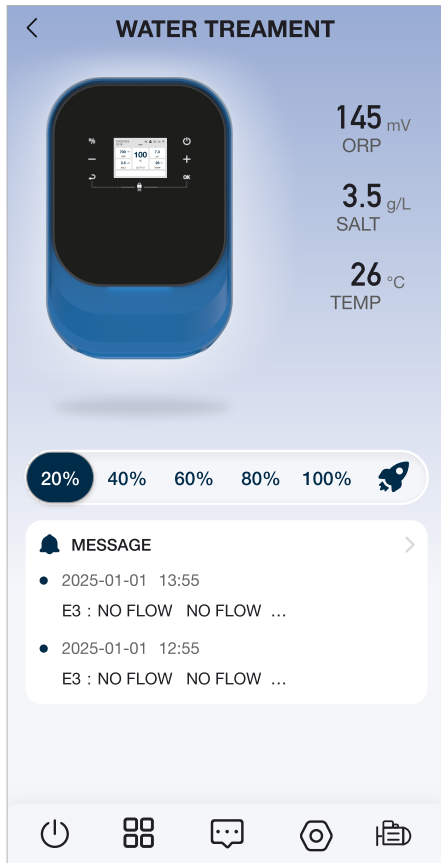 WATER TREAMENT
145 mV
ORP
3.5 g/L
SALT
26 °C
TEMP
100
OK
20% 40% 60% 80% 100%
MESSAGE
2025-01-01 13:55
E3 : NO FLOW NO FLOW ...
2025-01-01 12:55
E3 : NO FLOW NO FLOW ...